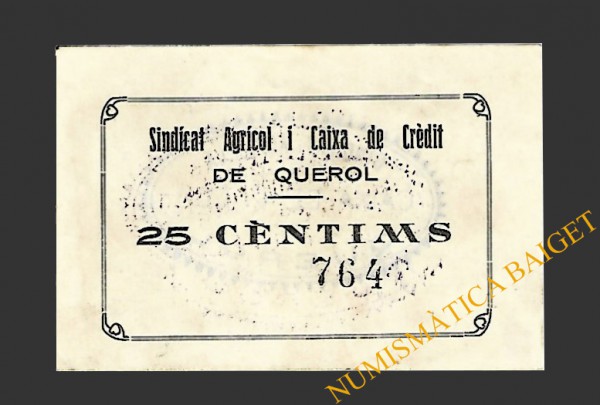 Sindicat Agrícol i Caixa de Crèdit
DE QUEROL
25 CÈNTIMS
764
NUMISMÀTICA BAIGET